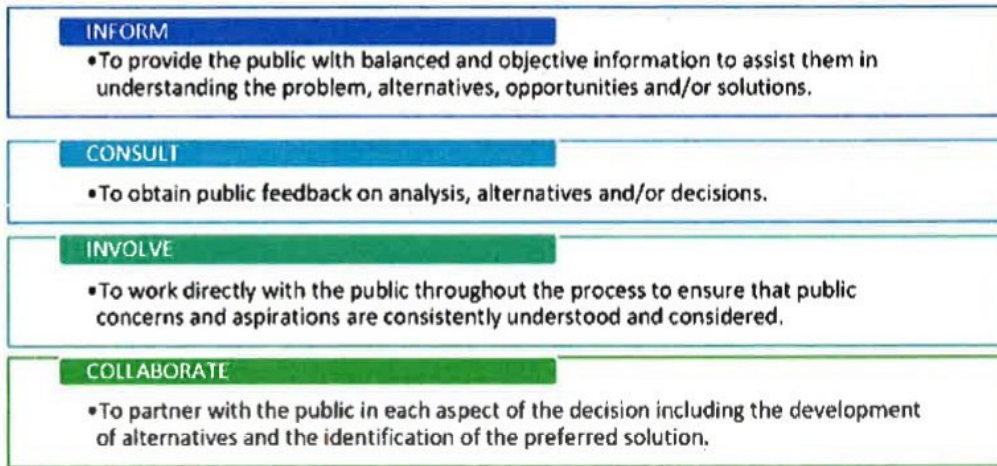 INFORM
•To provide the public with balanced and objective information to assist them in
understanding the problem, alternatives, opportunities and/or solutions.
CONSULT
•To obtain public feedback on analysis, alternatives and/or decisions.
INVOLVE
•To work directly with the public throughout the process to ensure that public
concerns and aspirations are consistently understood and considered.
COLLABORATE
•To partner with the public in each aspect of the decision including the development
of alternatives and the identification of the preferred solution.